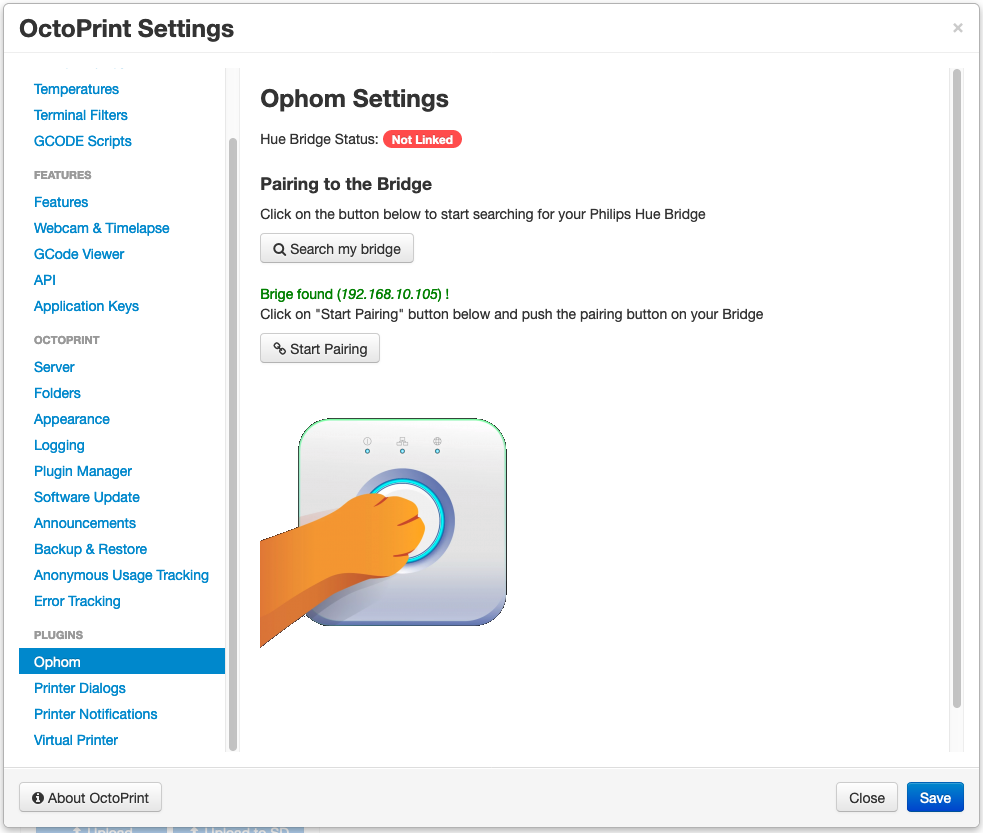 OctoPrint Settings
×
Temperatures
Terminal Filters
GCODE Scripts
FEATURES
Features
Webcam & Timelapse
GCode Viewer
API
Application Keys
OCTOPRINT
Server
Folders
Appearance
Logging
Plugin Manager
Software Update
Announcements
Backup & Restore
Anonymous Usage Tracking
Error Tracking
PLUGINS
Ophom
Printer Dialogs
Printer Notifications
Virtual Printer
Ophom Settings
Hue Bridge Status: Not Linked
Pairing to the Bridge
Click on the button below to start searching for your Philips Hue Bridge
Search my bridge
Brige found (192.168.10.105) !
Click on "Start Pairing" button below and push the pairing button on your Bridge
Start Pairing
About OctoPrint
Close
Save
Upload
Upload to SD